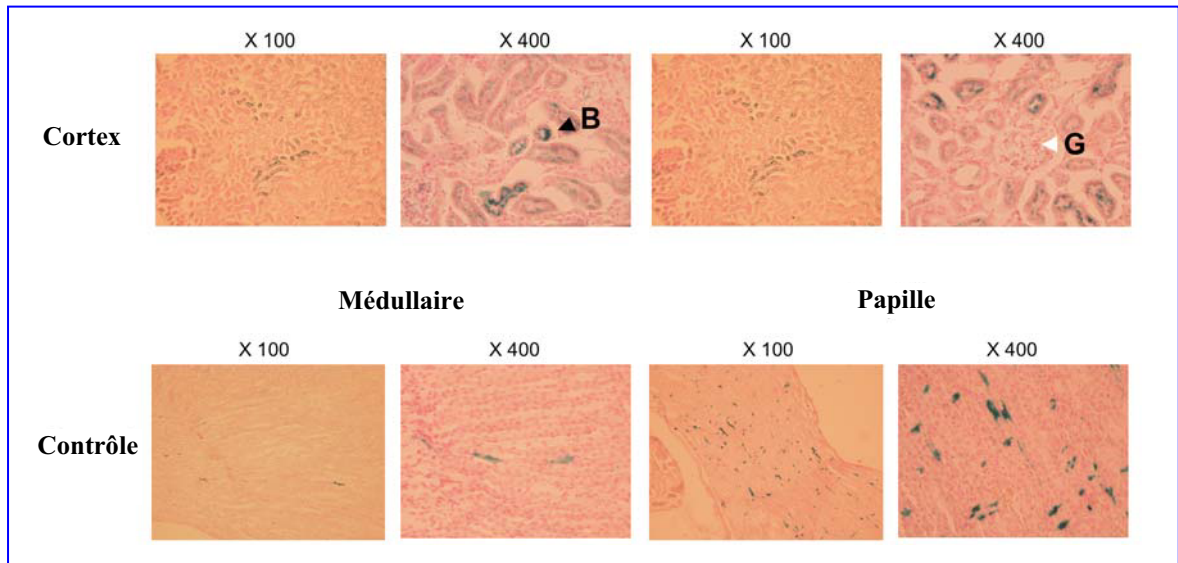 X 100 X 400 X 100 X 400
Cortex
B
G
Médullaire Papille
X 100 X 400 X 100 X 400
Contrôle